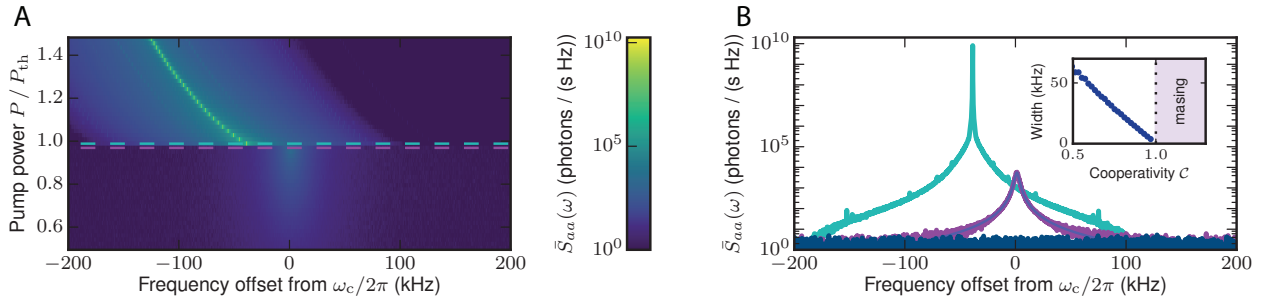 A
Pump power P / P_th
1.4
1.2
1.0
0.8
0.6
−200
−100
0
100
200
Frequency offset from ω_c/2π (kHz)
10^10
10^5
10^0
S̄_aa(ω) (photons / (s Hz))
B
S̄_aa(ω) (photons / (s Hz))
10^10
10^5
10^0
−200
−100
0
100
200
Frequency offset from ω_c/2π (kHz)
Width (kHz)
50
0
0.5
1.0
Cooperativity 𝒞
masing